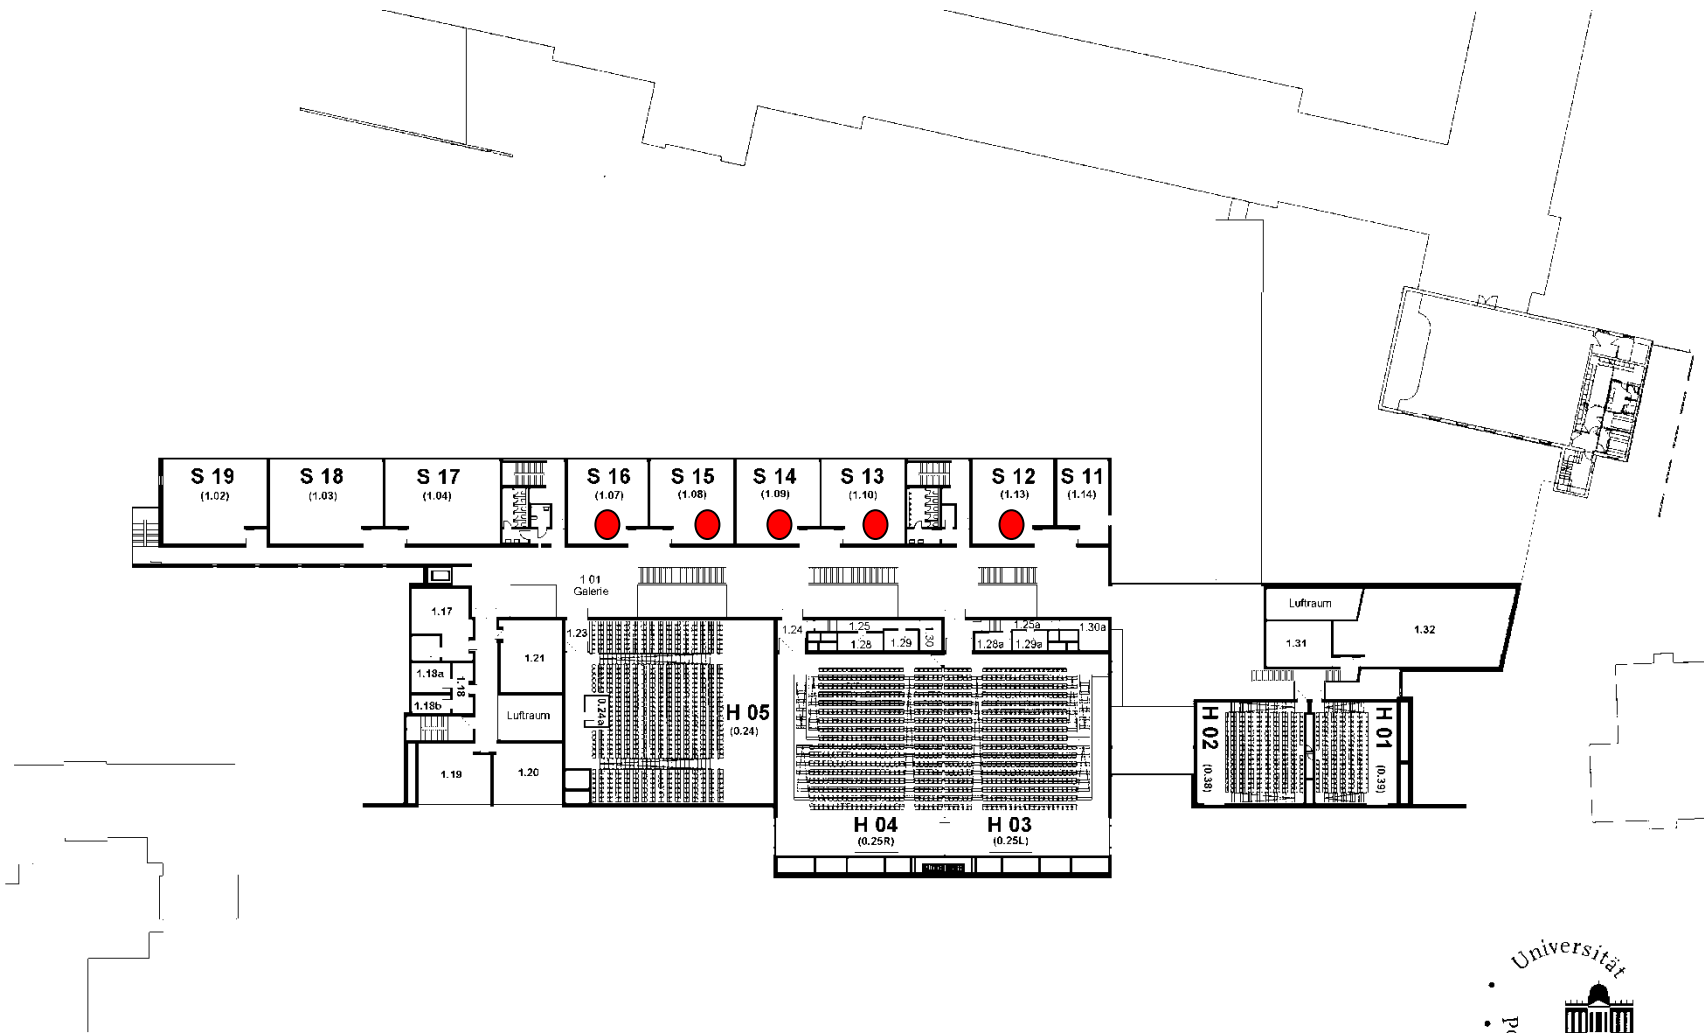 S 19
(1.02)
S 18
(1.03)
S 17
(1.04)
S 16
(1.07)
S 15
(1.08)
S 14
(1.09)
S 13
(1.10)
S 12
(1.13)
S 11
(1.14)
1 01
Galerie
1.17
1.18a
1.18
1.18b
1.19
1.20
1.21
Luftraum
1.23
0.24a
H 05
(0.24)
1.24
1.25
1.28
1.29
1.30
1.25a
1.28a
1.29a
1.30a
H 04
(0.25R)
H 03
(0.25L)
Luftraum
1.31
1.32
H 02
(0.38)
H 01
(0.39)
Universität